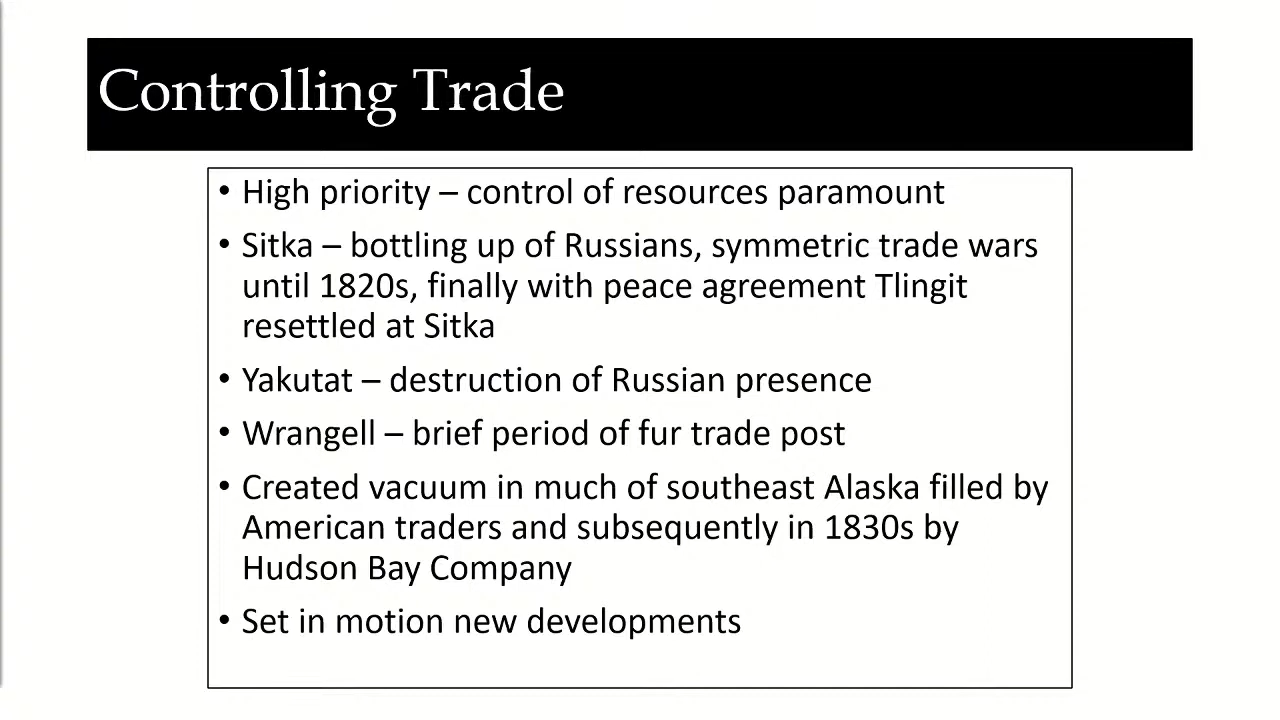 Controlling Trade
• High priority – control of resources paramount
• Sitka – bottling up of Russians, symmetric trade wars
until 1820s, finally with peace agreement Tlingit
resettled at Sitka
• Yakutat – destruction of Russian presence
• Wrangell – brief period of fur trade post
• Created vacuum in much of southeast Alaska filled by
American traders and subsequently in 1830s by
Hudson Bay Company
• Set in motion new developments